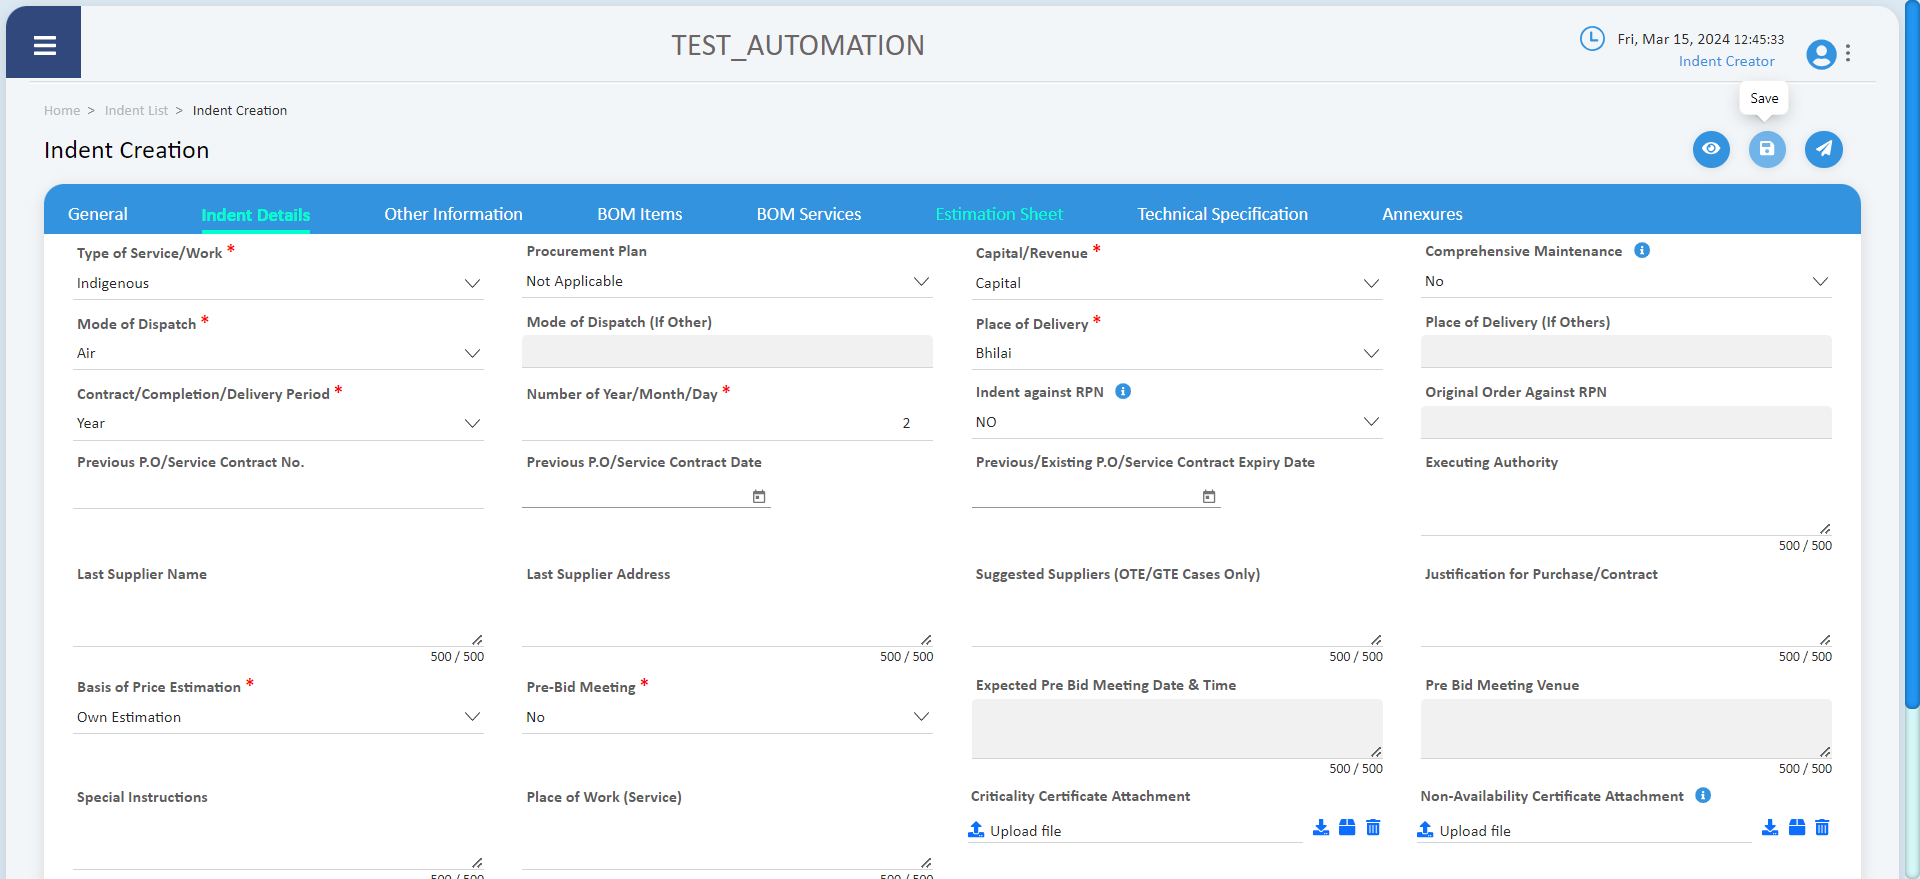 TEST_AUTOMATION
Fri, Mar 15, 2024 12:45:33
Indent Creator
Save
Home > Indent List > Indent Creation
Indent Creation
General Indent Details Other Information BOM Items BOM Services Estimation Sheet Technical Specification Annexures
Type of Service/Work * Procurement Plan Capital/Revenue * Comprehensive Maintenance i
Indigenous Not Applicable Capital No
Mode of Dispatch * Mode of Dispatch (If Other) Place of Delivery * Place of Delivery (If Others)
Air Bhilai
Contract/Completion/Delivery Period * Number of Year/Month/Day * Indent against RPN i Original Order Against RPN
Year 2 NO
Previous P.O/Service Contract No. Previous P.O/Service Contract Date Previous/Existing P.O/Service Contract Expiry Date Executing Authority
500 / 500
Last Supplier Name Last Supplier Address Suggested Suppliers (OTE/GTE Cases Only) Justification for Purchase/Contract
500 / 500 500 / 500 500 / 500 500 / 500
Basis of Price Estimation * Pre-Bid Meeting * Expected Pre Bid Meeting Date & Time Pre Bid Meeting Venue
Own Estimation No
500 / 500 500 / 500
Special Instructions Place of Work (Service) Criticality Certificate Attachment Non-Availability Certificate Attachment i
Upload file Upload file
500 / 500 500 / 500